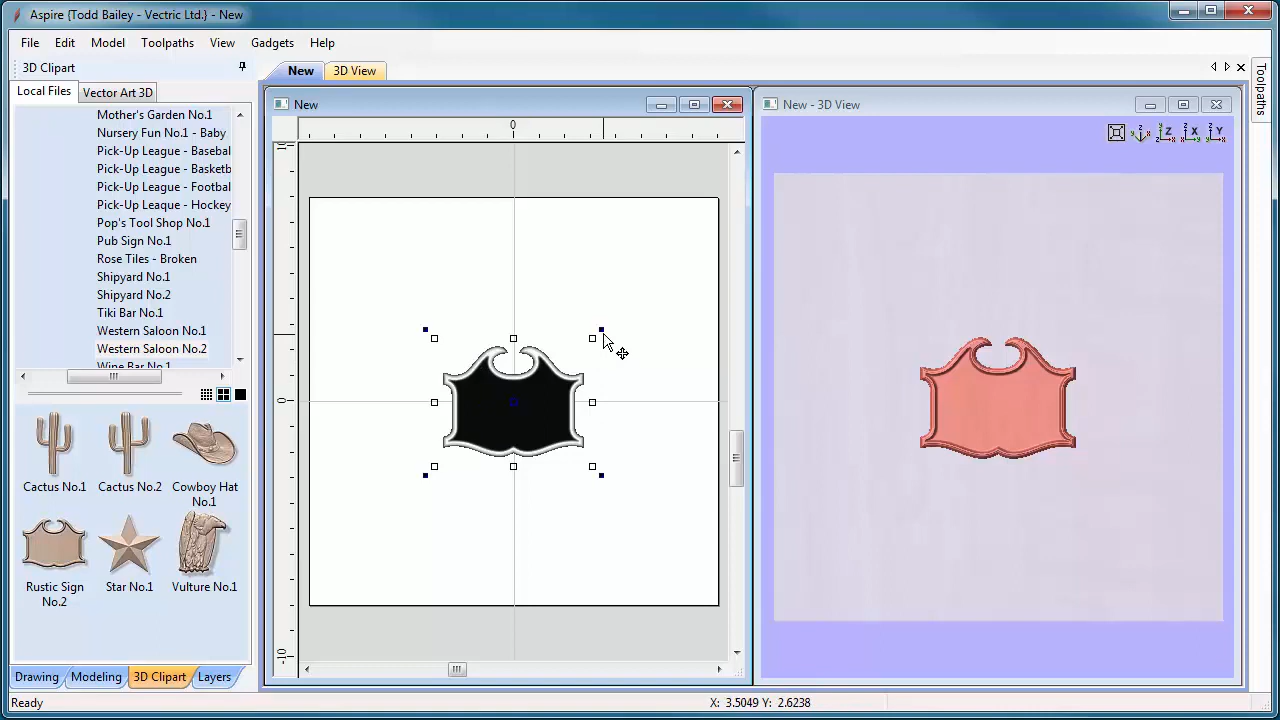 Aspire {Todd Bailey - Vectric Ltd.} - New
File Edit Model Toolpaths View Gadgets Help
3D Clipart
Local Files Vector Art 3D
Mother's Garden No.1
Nursery Fun No.1 - Baby
Pick-Up League - Basebal
Pick-Up League - Basketb
Pick-Up League - Footbal
Pick-Up League - Hockey
Pop's Tool Shop No.1
Pub Sign No.1
Rose Tiles - Broken
Shipyard No.1
Shipyard No.2
Tiki Bar No.1
Western Saloon No.1
Western Saloon No.2
Wine Bar No.1
Cactus No.1 Cactus No.2 Cowboy Hat
No.1
Rustic Sign Star No.1 Vulture No.1
No.2
Drawing Modeling 3D Clipart Layers
New 3D View
New
0
0
New - 3D View
Z X Y
Toolpaths
Ready X: 3.5049 Y: 2.6238